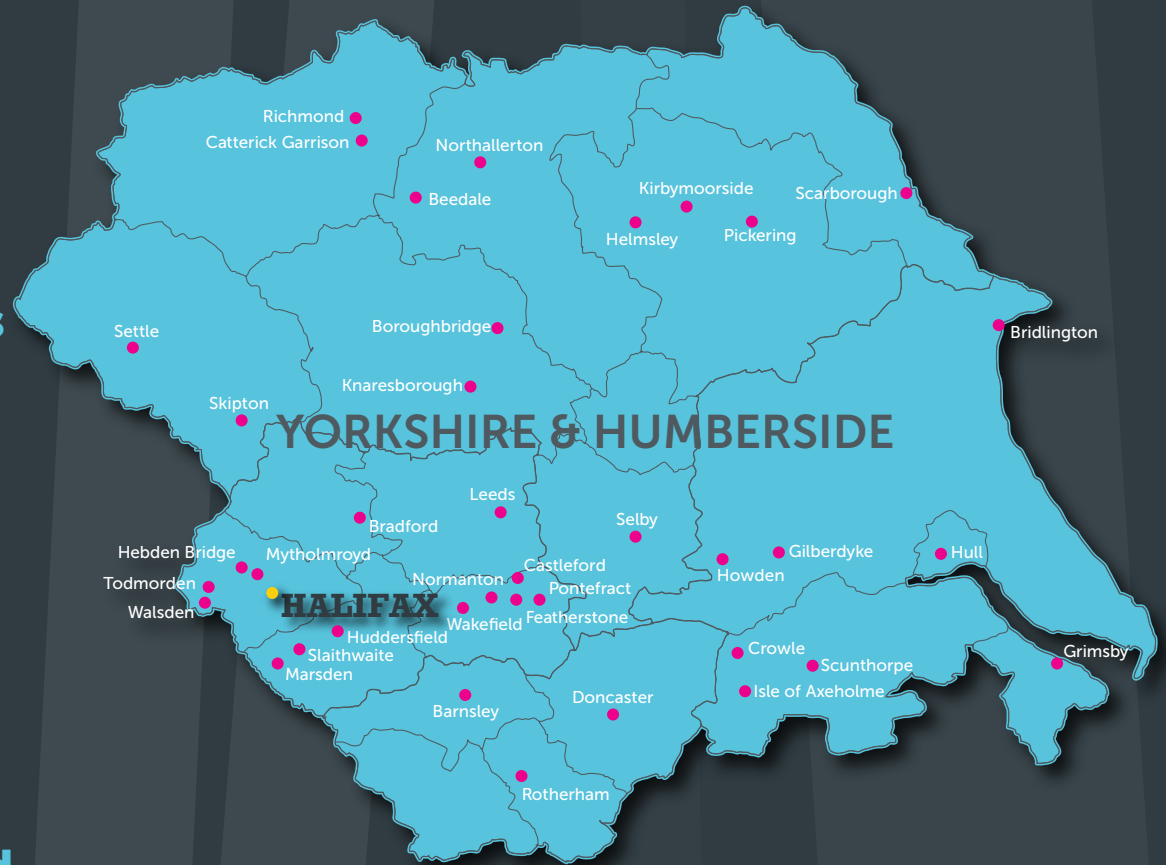 Richmond
Catterick Garrison
Northallerton
Beedale
Kirbymoorside
Scarborough
Helmsley
Pickering
Settle
Boroughbridge
Bridlington
Knaresborough
Skipton
YORKSHIRE & HUMBERSIDE
Leeds
Bradford
Selby
Hebden Bridge
Mytholmroyd
Gilberdyke
Hull
Castleford
Howden
Todmorden
Normanton
Pontefract
Walsden
HALIFAX
Wakefield
Featherstone
Huddersfield
Slaithwaite
Marsden
Crowle
Grimsby
Scunthorpe
Isle of Axeholme
Doncaster
Barnsley
Rotherham